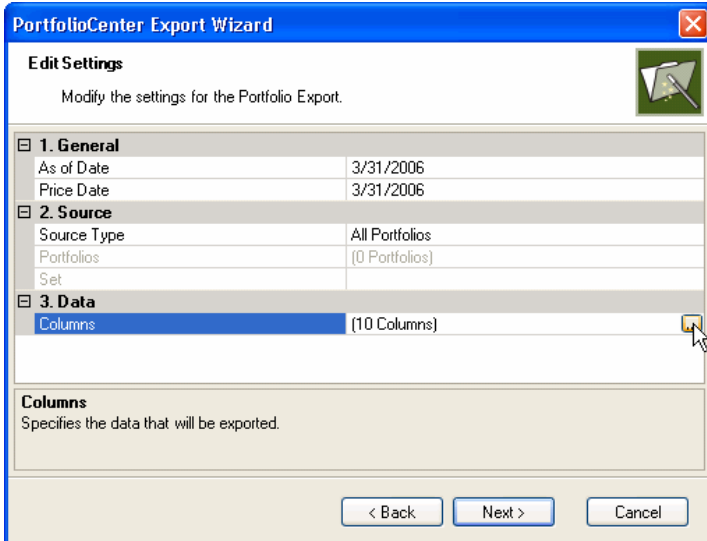 PortfolioCenter Export Wizard
Edit Settings
Modify the settings for the Portfolio Export.
1. General
As of Date 3/31/2006
Price Date 3/31/2006
2. Source
Source Type All Portfolios
Portfolios (0 Portfolios)
Set
3. Data
Columns (10 Columns) ...
Columns
Specifies the data that will be exported.
< Back Next > Cancel